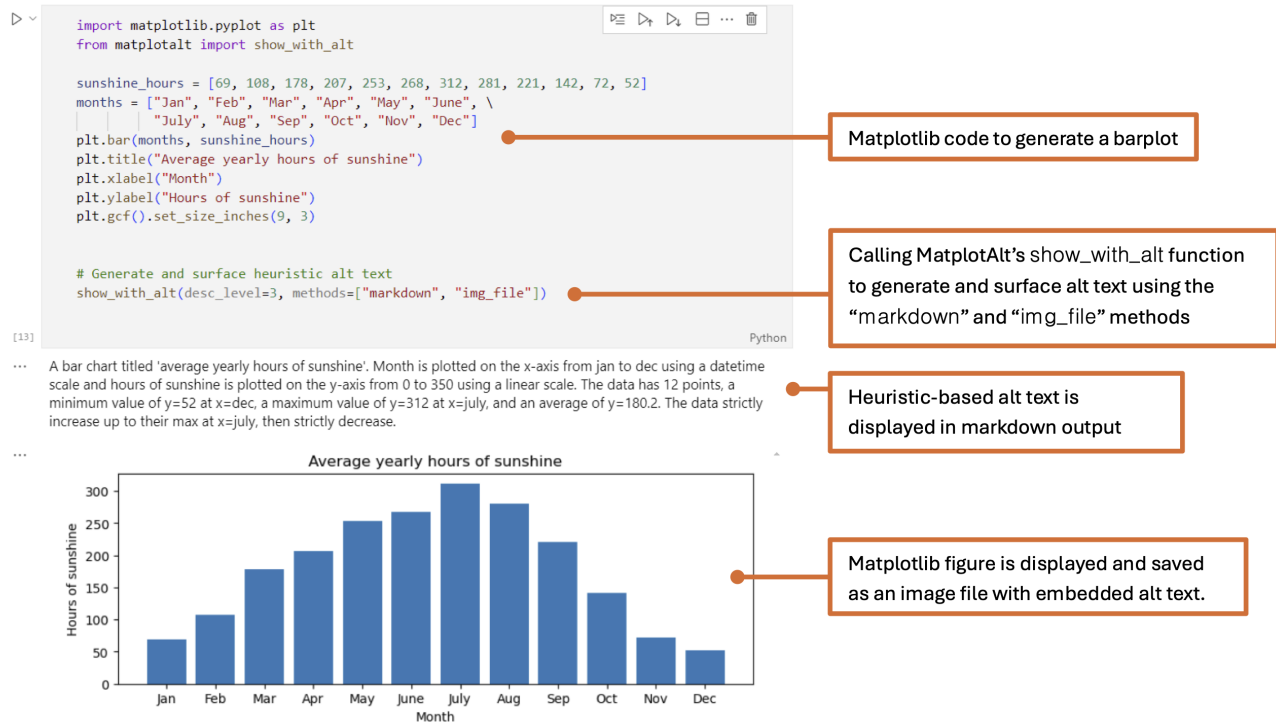 import matplotlib.pyplot as plt
from matplotalt import show_with_alt
sunshine_hours = [69, 108, 178, 207, 253, 268, 312, 281, 221, 142, 72, 52]
months = ["Jan", "Feb", "Mar", "Apr", "May", "June", \
"July", "Aug", "Sep", "Oct", "Nov", "Dec"]
plt.bar(months, sunshine_hours)
plt.title("Average yearly hours of sunshine")
plt.xlabel("Month")
plt.ylabel("Hours of sunshine")
plt.gcf().set_size_inches(9, 3)
# Generate and surface heuristic alt text
show_with_alt(desc_level=3, methods=["markdown", "img_file"])
[13]
Python
Matplotlib code to generate a barplot
Calling MatplotAlt’s show_with_alt function
to generate and surface alt text using the
“markdown” and “img_file” methods
A bar chart titled 'average yearly hours of sunshine'. Month is plotted on the x-axis from jan to dec using a datetime
scale and hours of sunshine is plotted on the y-axis from 0 to 350 using a linear scale. The data has 12 points, a
minimum value of y=52 at x=dec, a maximum value of y=312 at x=july, and an average of y=180.2. The data strictly
increase up to their max at x=july, then strictly decrease.
Heuristic-based alt text is
displayed in markdown output
Average yearly hours of sunshine
Hours of sunshine
300
250
200
150
100
50
0
Jan Feb Mar Apr May June July Aug Sep Oct Nov Dec
Month
Matplotlib figure is displayed and saved
as an image file with embedded alt text.